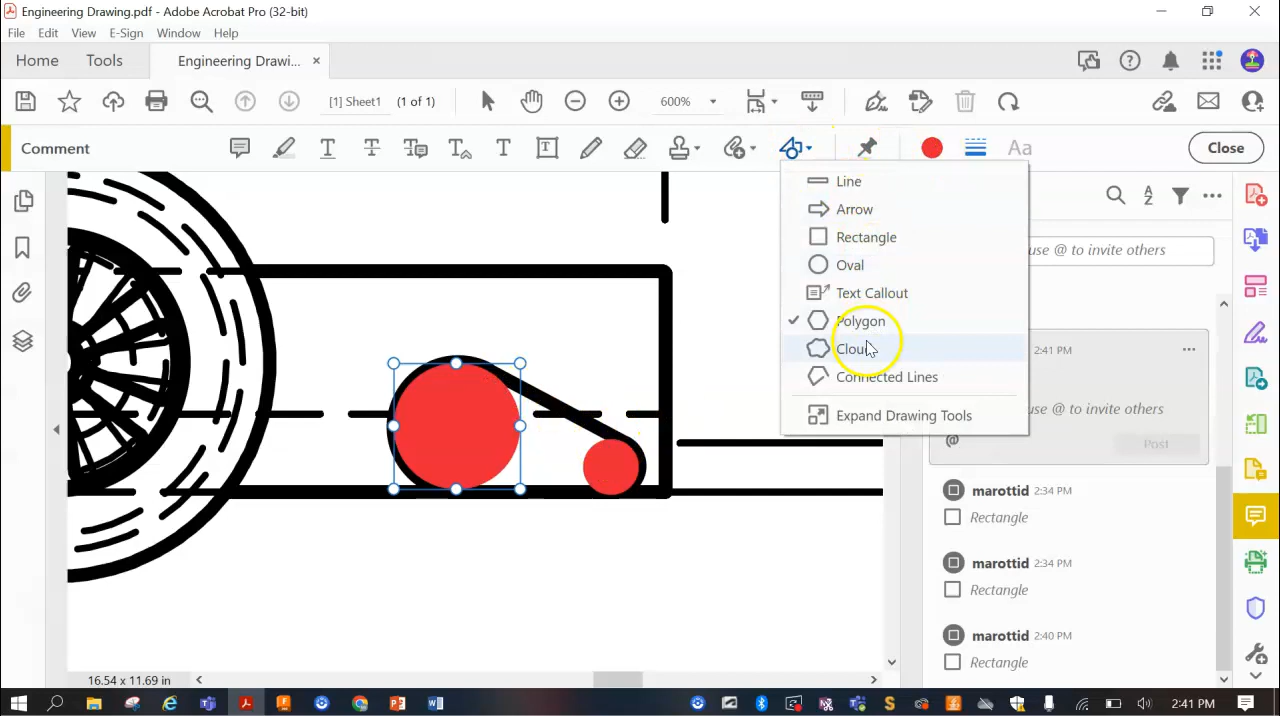 Engineering Drawing.pdf - Adobe Acrobat Pro (32-bit)
File Edit View E-Sign Window Help
Home Tools Engineering Drawi... ×
[1] Sheet1 (1 of 1) 600%
Comment Aa Close
Line
Arrow
Rectangle
Oval
Text Callout
Polygon
Connected Lines
Expand Drawing Tools
use @ to invite others
2:41 PM
use @ to invite others
@
Post
marottid 2:34 PM
Rectangle
marottid 2:34 PM
Rectangle
marottid 2:40 PM
Rectangle
16.54 x 11.69 in
2:41 PM